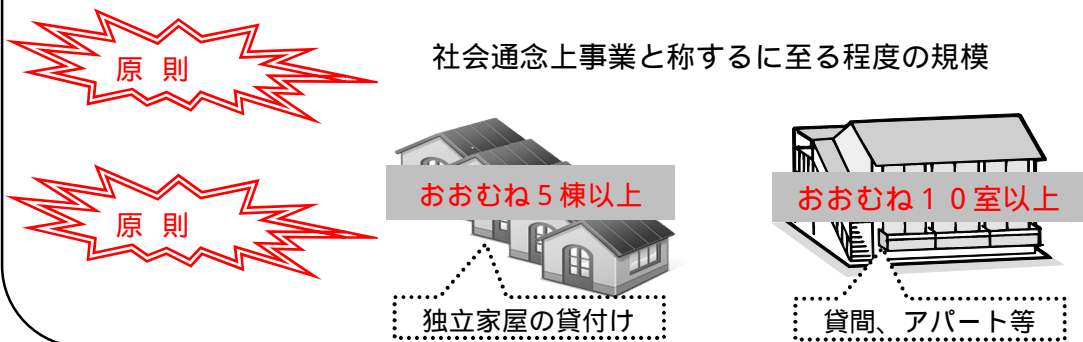 原 則
社会通念上事業と称するに至る程度の規模
原 則
おおむね５棟以上
おおむね１０室以上
独立家屋の貸付け
貸間、アパート等